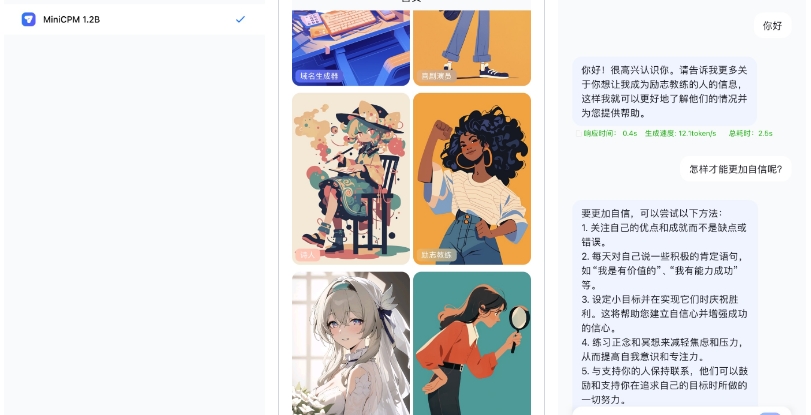 MiniCPM 1.2B
域名生成器
喜剧演员
诗人
励志教练
你好
你好！很高兴认识你。请告诉我更多关
于你想让我成为励志教练的人的信息，
这样我就可以更好地了解他们的情况并
为您提供帮助。
响应时间： 0.4s 生成速度: 12.1token/s 总耗时：2.5s
怎样才能更加自信呢?
要更加自信，可以尝试以下方法：
1. 关注自己的优点和成就而不是缺点或
错误。
2. 每天对自己说一些积极的肯定语句，
如“我是有价值的”、“我有能力成功”
等。
3. 设定小目标并在实现它们时庆祝胜
利。这将帮助您建立自信心并增强成功
的信心。
4. 练习正念和冥想来减轻焦虑和压力，
从而提高自我意识和专注力。
5. 与支持你的人保持联系，他们可以鼓
励和支持你在追求自己的目标时所做的
一切努力。